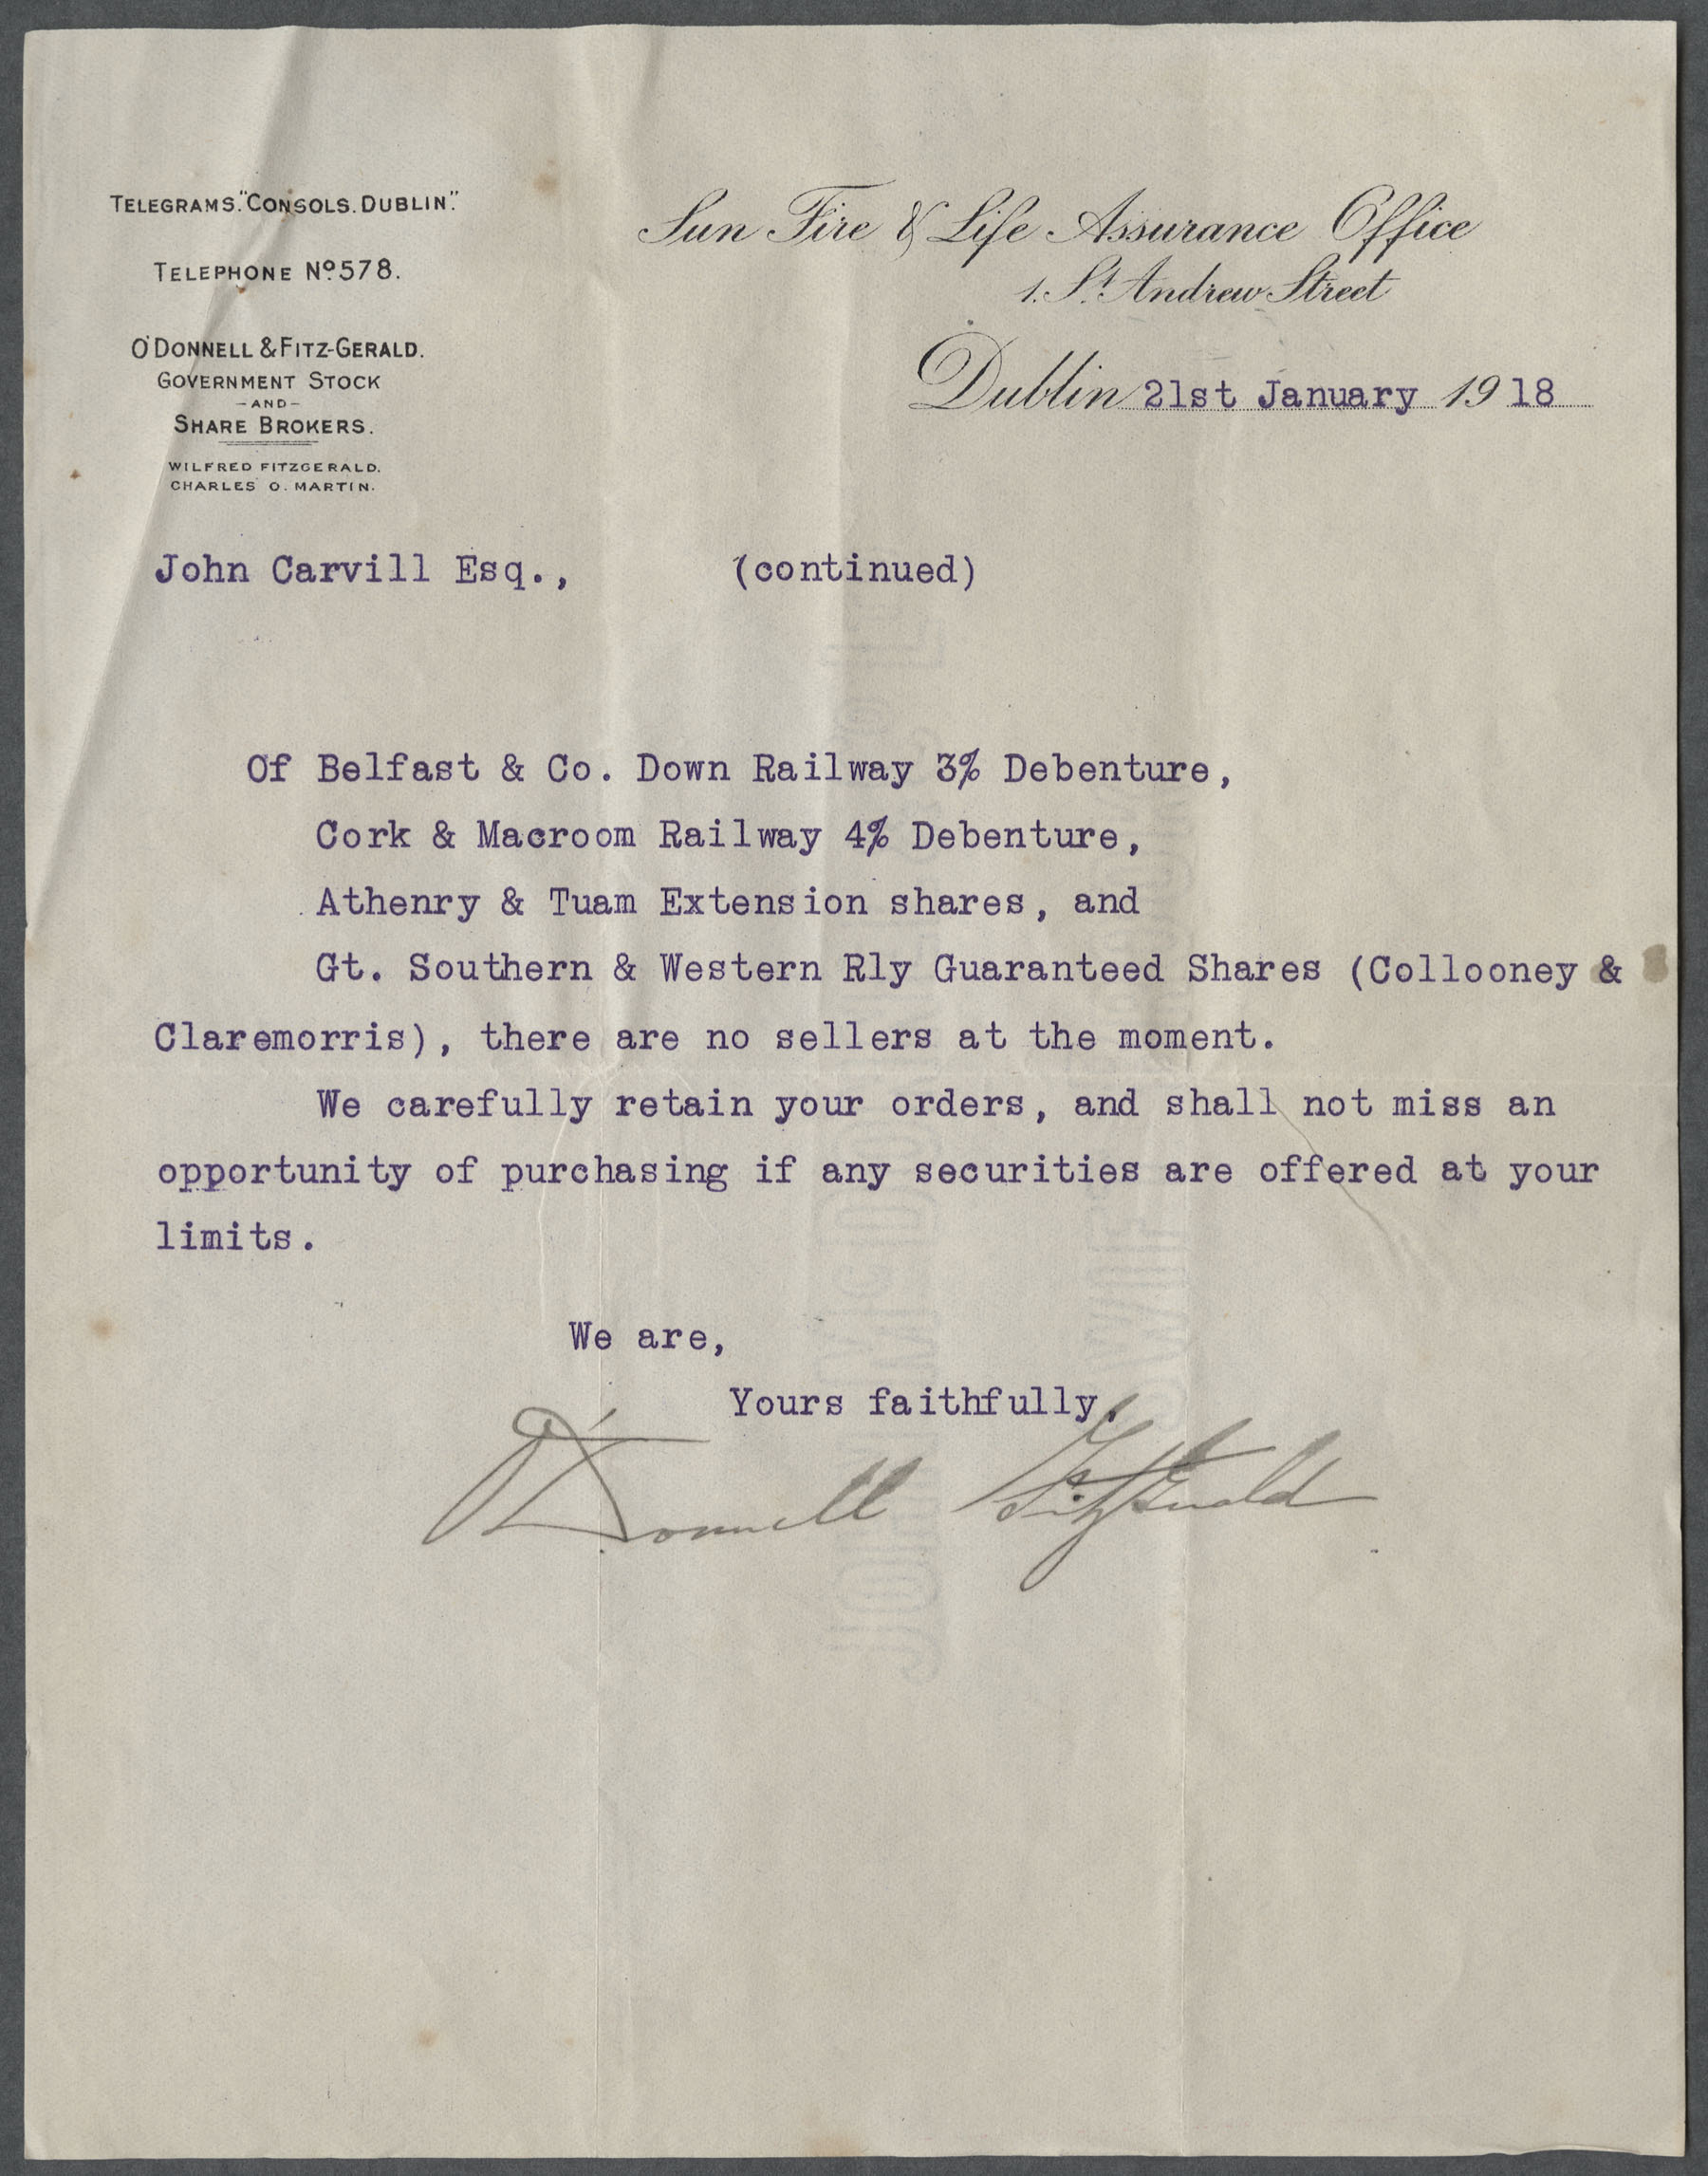 TELEGRAMS. "CONSOLS. DUBLIN".
TELEPHONE Nº 578.
O'DONNELL & FITZ-GERALD.
GOVERNMENT STOCK
-AND-
SHARE BROKERS.
WILFRED FITZGERALD.
CHARLES O. MARTIN.
Sun Fire & Life Assurance Office
1. St. Andrew Street
Dublin 21st January 1918
John Carvill Esq., (continued)
Of Belfast & Co. Down Railway 3% Debenture,
Cork & Macroom Railway 4% Debenture,
Athenry & Tuam Extension shares, and
Gt. Southern & Western Rly Guaranteed Shares (Collooney &
Claremorris), there are no sellers at the moment.
We carefully retain your orders, and shall not miss an
opportunity of purchasing if any securities are offered at your
limits.
We are,
Yours faithfully,
O'Donnell FitzGerald